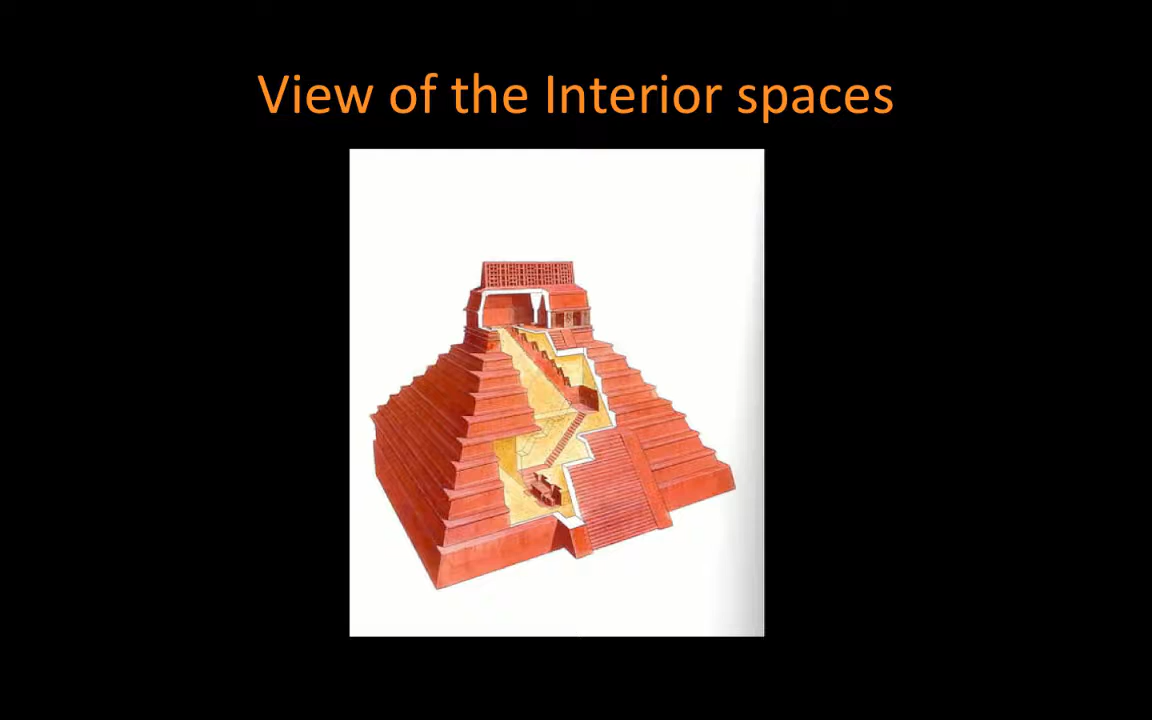 View of the Interior spaces